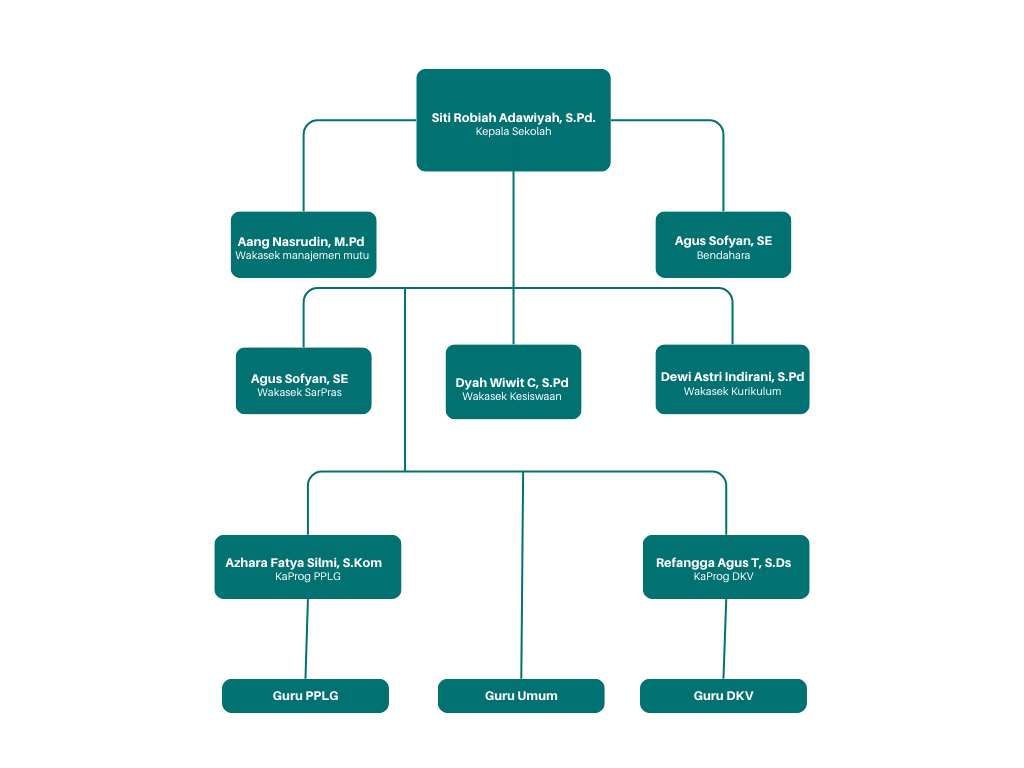 Siti Robiah Adawiyah, S.Pd.
Kepala Sekolah
Aang Nasrudin, M.Pd
Wakasek manajemen mutu
Agus Sofyan, SE
Bendahara
Agus Sofyan, SE
Wakasek SarPras
Dyah Wiwit C, S.Pd
Wakasek Kesiswaan
Dewi Astri Indirani, S.Pd
Wakasek Kurikulum
Azhara Fatya Silmi, S.Kom
KaProg PPLG
Refangga Agus T, S.Ds
KaProg DKV
Guru PPLG
Guru Umum
Guru DKV